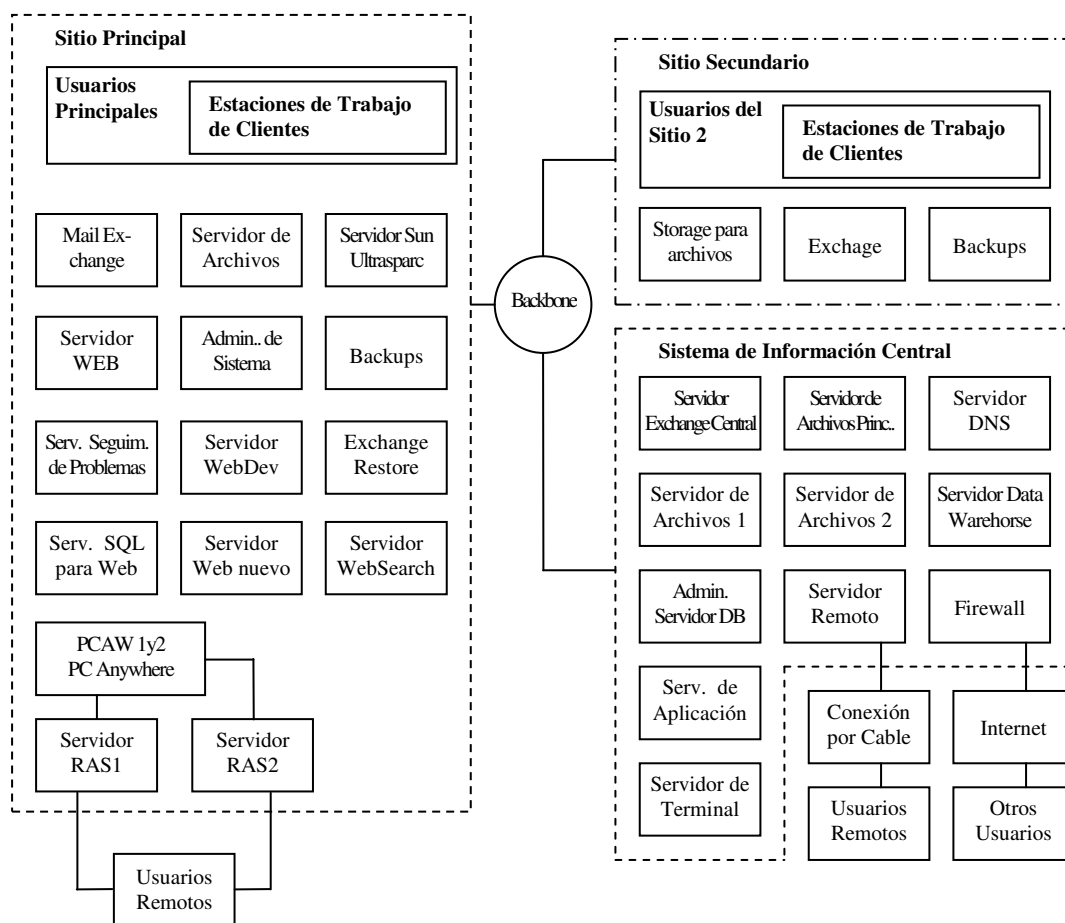 Sitio Principal
Usuarios
Principales
Estaciones de Trabajo
de Clientes
Mail Ex-
change
Servidor de
Archivos
Servidor Sun
Ultrasparc
Servidor
WEB
Admin.. de
Sistema
Backups
Serv. Seguim.
de Problemas
Servidor
WebDev
Exchange
Restore
Serv. SQL
para Web
Servidor
Web nuevo
Servidor
WebSearch
PCAW 1y2
PC Anywhere
Servidor
RAS1
Servidor
RAS2
Usuarios
Remotos
Backbone
Sitio Secundario
Usuarios del
Sitio 2
Estaciones de Trabajo
de Clientes
Storage para
archivos
Exchage
Backups
Sistema de Información Central
Servidor
Exchange Central
Servidor de
Archivos Princ..
Servidor
DNS
Servidor de
Archivos 1
Servidor de
Archivos 2
Servidor Data
Warehorse
Admin.
Servidor DB
Servidor
Remoto
Firewall
Serv. de
Aplicación
Conexión
por Cable
Internet
Servidor de
Terminal
Usuarios
Remotos
Otros
Usuarios